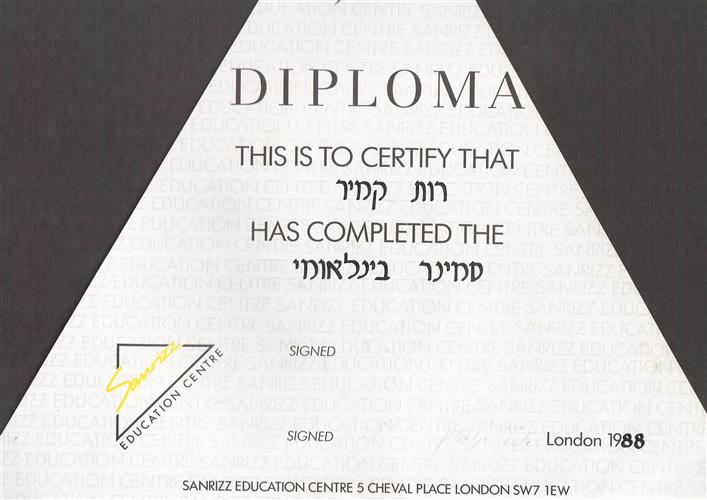 DIPLOMA
THIS IS TO CERTIFY THAT
רות קמיר
HAS COMPLETED THE
סמינר בינלאומי
SIGNED
Sanrizz
EDUCATION CENTRE
SIGNED
London 1988
SANRIZZ EDUCATION CENTRE 5 CHEVAL PLACE LONDON SW7 1EW